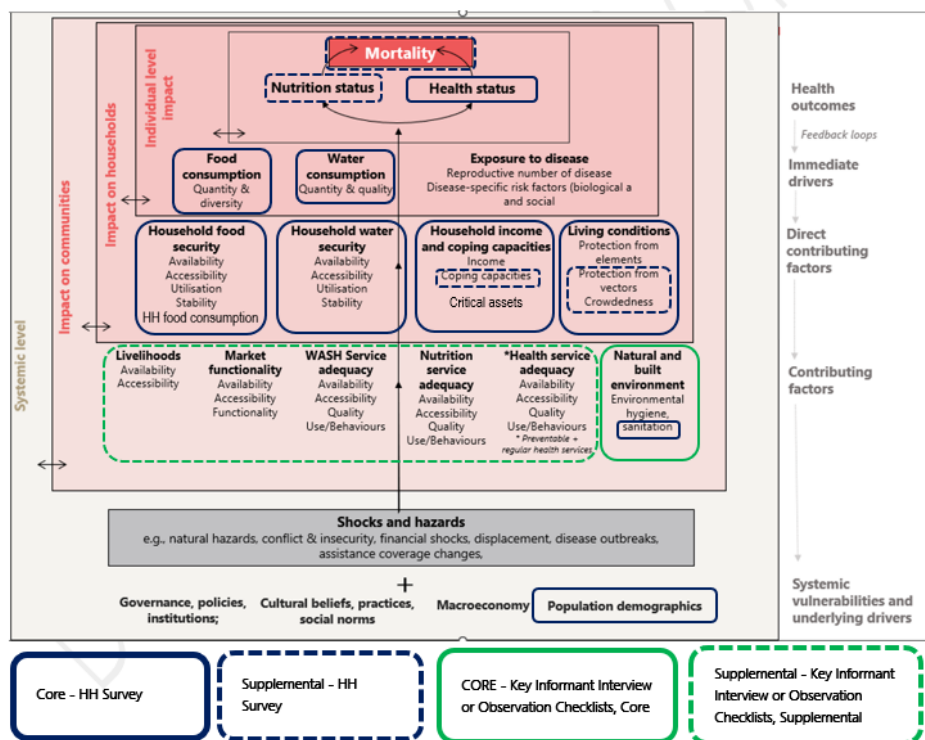 Mortality
Nutrition status
Health status
Individual level
impact
Impact on households
Impact on communities
Systemic level
Food
consumption
Quantity &
diversity
Water
consumption
Quantity & quality
Exposure to disease
Reproductive number of disease
Disease-specific risk factors (biological a
and social
Household food
security
Availability
Accessibility
Utilisation
Stability
HH food consumption
Household water
security
Availability
Accessibility
Utilisation
Stability
Household income
and coping capacities
Income
Coping capacities
Critical assets
Living conditions
Protection from
elements
Protection from
vectors
Crowdedness
Livelihoods
Availability
Accessibility
Market
functionality
Availability
Accessibility
Functionality
WASH Service
adequacy
Availability
Accessibility
Quality
Use/Behaviours
Nutrition
service
adequacy
Availability
Accessibility
Quality
Use/Behaviours
*Health service
adequacy
Availability
Accessibility
Quality
Use/Behaviours
* Preventable +
regular health services
Natural and
built
environment
Environmental
hygiene,
sanitation
Shocks and hazards
e.g., natural hazards, conflict & insecurity, financial shocks, displacement, disease outbreaks,
assistance coverage changes,
+
Governance, policies,
institutions;
Cultural beliefs, practices,
social norms
Macroeconomy
Population demographics
Health
outcomes
Feedback loops
Immediate
drivers
Direct
contributing
factors
Contributing
factors
Systemic
vulnerabilities and
underlying drivers
Core - HH Survey
Supplemental - HH
Survey
CORE - Key Informant Interview
or Observation Checklists, Core
Supplemental - Key Informant
Interview or Observation
Checklists, Supplemental